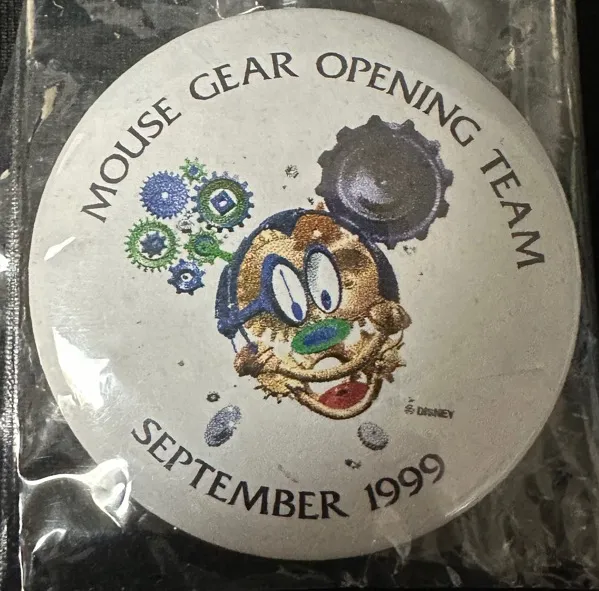 MOUSE GEAR OPENING TEAM
© DISNEY
SEPTEMBER 1999